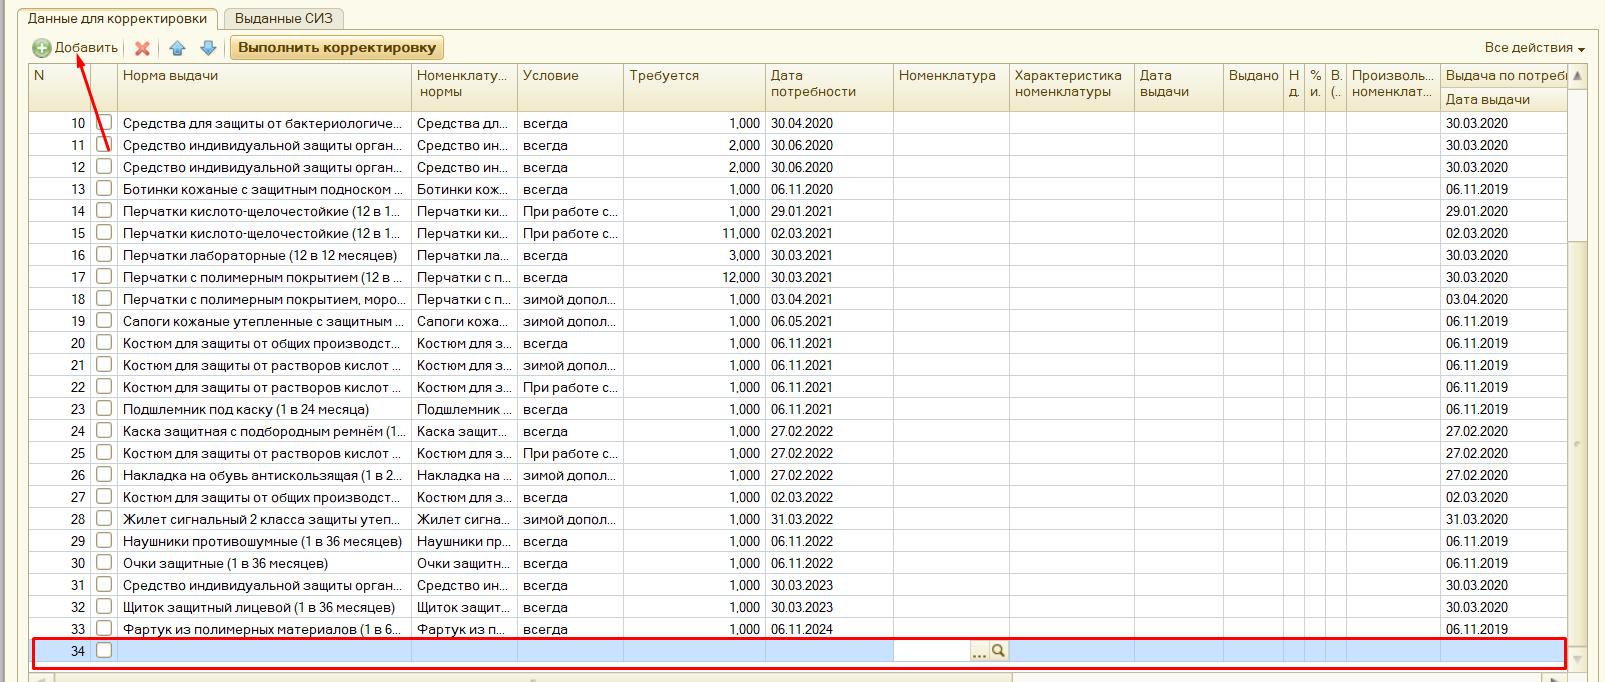 Данные для корректировки Выданные СИЗ
Добавить Выполнить корректировку Все действия
N Норма выдачи Номенклату... нормы Условие Требуется Дата потребности Номенклатура Характеристика номенклатуры Дата выдачи Выдано Н д. % и. В. (.. Произволь... номенклат... Выдача по потреб
Дата выдачи
10 Средства для защиты от бактериологиче... Средства дл... всегда 1,000 30.04.2020 30.03.2020
11 Средство индивидуальной защиты орган... Средство ин... всегда 2,000 30.06.2020 30.03.2020
12 Средство индивидуальной защиты орган... Средство ин... всегда 2,000 30.06.2020 30.03.2020
13 Ботинки кожаные с защитным подноском ... Ботинки кож... всегда 1,000 06.11.2020 06.11.2019
14 Перчатки кислото-щелочестойкие (12 в 1... Перчатки ки... При работе с... 1,000 29.01.2021 29.01.2020
15 Перчатки кислото-щелочестойкие (12 в 1... Перчатки ки... При работе с... 11,000 02.03.2021 02.03.2020
16 Перчатки лабораторные (12 в 12 месяцев) Перчатки ла... всегда 3,000 30.03.2021 30.03.2020
17 Перчатки с полимерным покрытием (12 в ... Перчатки с п... всегда 12,000 30.03.2021 30.03.2020
18 Перчатки с полимерным покрытием, моро... Перчатки с п... зимой допол... 1,000 03.04.2021 03.04.2020
19 Сапоги кожаные утепленные с защитным ... Сапоги кожа... зимой допол... 1,000 06.05.2021 06.11.2019
20 Костюм для защиты от общих производст... Костюм для з... всегда 1,000 06.11.2021 06.11.2019
21 Костюм для защиты от растворов кислот ... Костюм для з... зимой допол... 1,000 06.11.2021 06.11.2019
22 Костюм для защиты от растворов кислот ... Костюм для з... При работе с... 1,000 06.11.2021 06.11.2019
23 Подшлемник под каску (1 в 24 месяца) Подшлемник ... всегда 1,000 06.11.2021 06.11.2019
24 Каска защитная с подбородным ремнём (1... Каска защит... всегда 1,000 27.02.2022 27.02.2020
25 Костюм для защиты от растворов кислот ... Костюм для з... При работе с... 1,000 27.02.2022 27.02.2020
26 Накладка на обувь антискользящая (1 в 2... Накладка на ... зимой допол... 1,000 27.02.2022 27.02.2020
27 Костюм для защиты от общих производст... Костюм для з... всегда 1,000 02.03.2022 02.03.2020
28 Жилет сигнальный 2 класса защиты утеп... Жилет сигна... зимой допол... 1,000 31.03.2022 31.03.2020
29 Наушники противошумные (1 в 36 месяцев) Наушники пр... всегда 1,000 06.11.2022 06.11.2019
30 Очки защитные (1 в 36 месяцев) Очки защитн... всегда 1,000 06.11.2022 06.11.2019
31 Средство индивидуальной защиты орган... Средство ин... всегда 1,000 30.03.2023 30.03.2020
32 Щиток защитный лицевой (1 в 36 месяцев) Щиток защит... всегда 1,000 30.03.2023 30.03.2020
33 Фартук из полимерных материалов (1 в 6... Фартук из п... всегда 1,000 06.11.2024 06.11.2019
34 ...